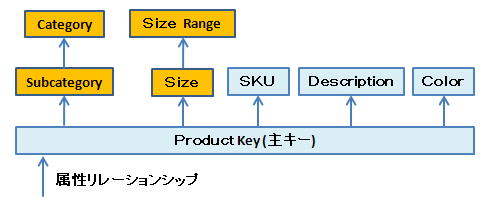 Category
Size Range
Subcategory
Size
SKU
Description
Color
Product Key (主キー)
属性リレーションシップ